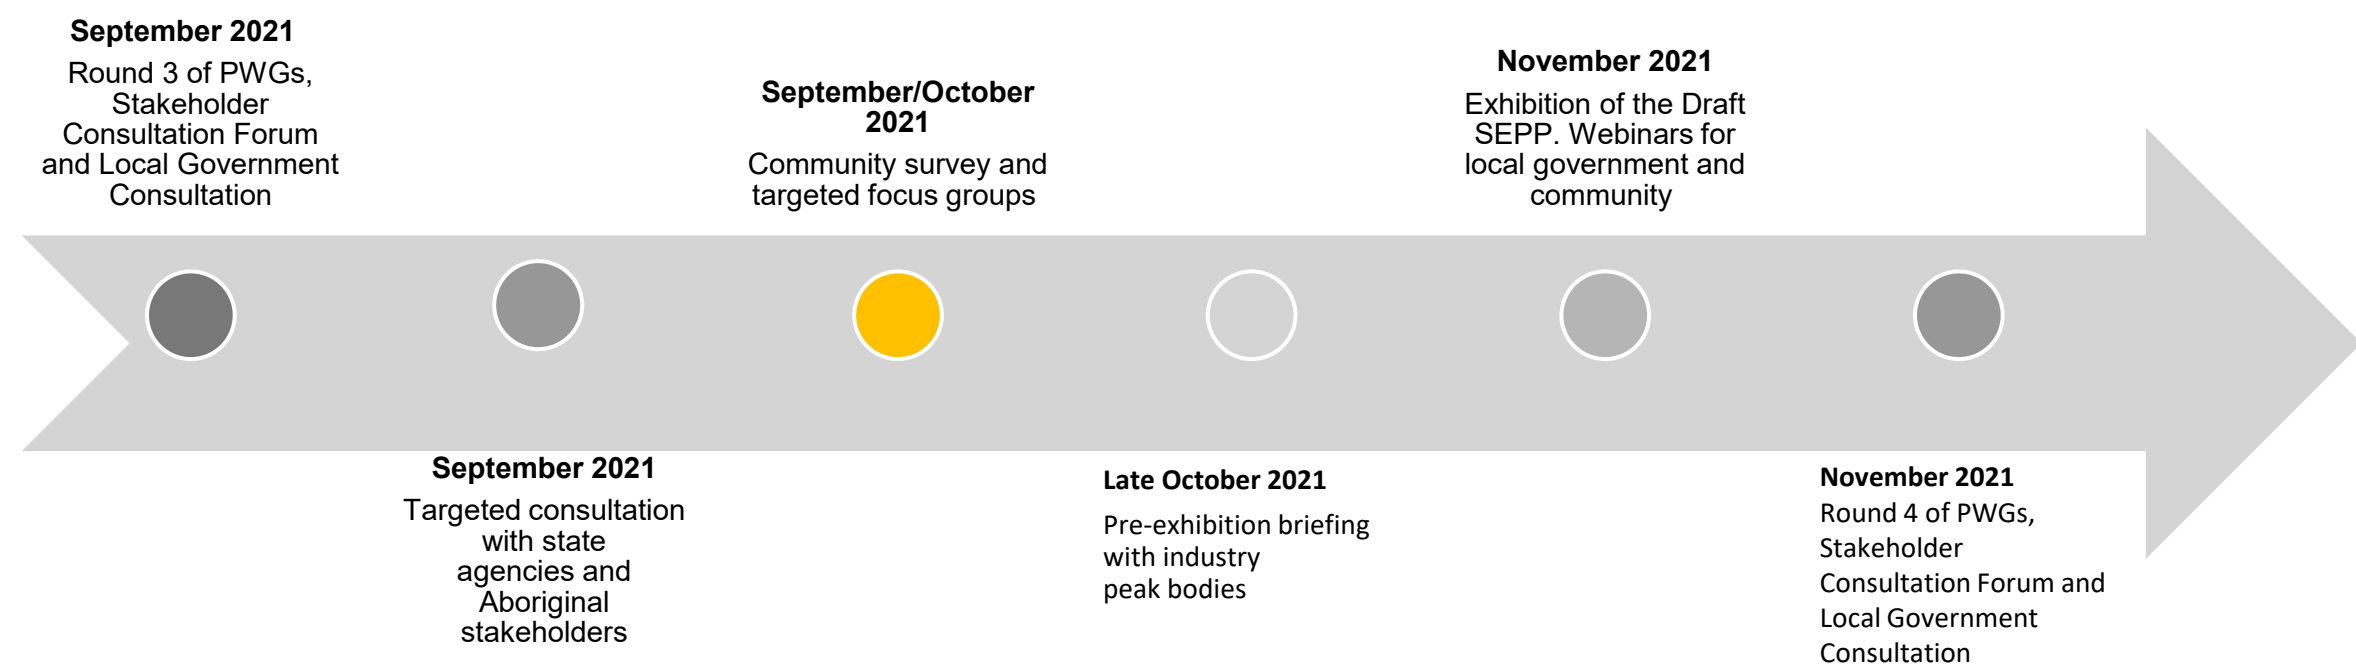 September 2021
Round 3 of PWGs,
Stakeholder
Consultation Forum
and Local Government
Consultation
September 2021
Targeted consultation
with state
agencies and
Aboriginal
stakeholders
September/October
2021
Community survey and
targeted focus groups
Late October 2021
Pre-exhibition briefing
with industry
peak bodies
November 2021
Exhibition of the Draft
SEPP. Webinars for
local government and
community
November 2021
Round 4 of PWGs,
Stakeholder
Consultation Forum and
Local Government
Consultation